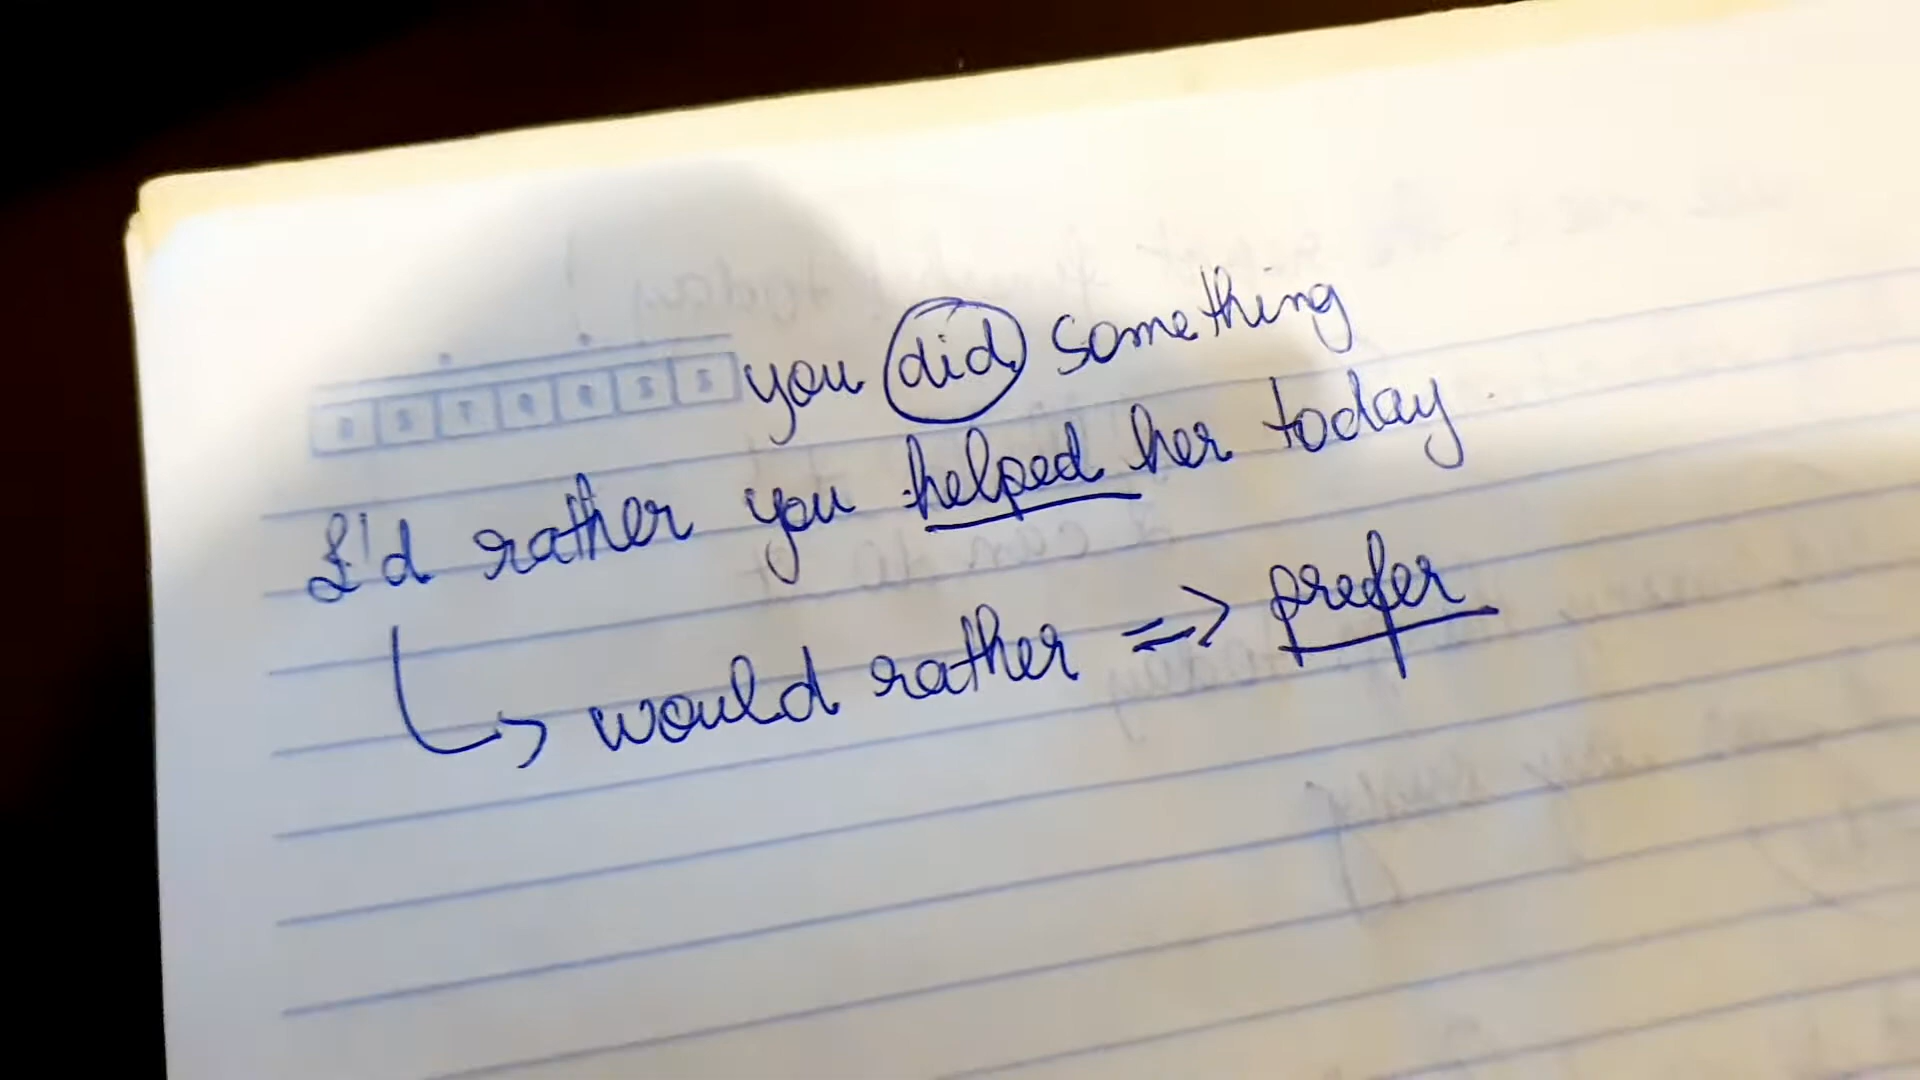 you did something
I'd rather you helped her today.
would rather => prefer